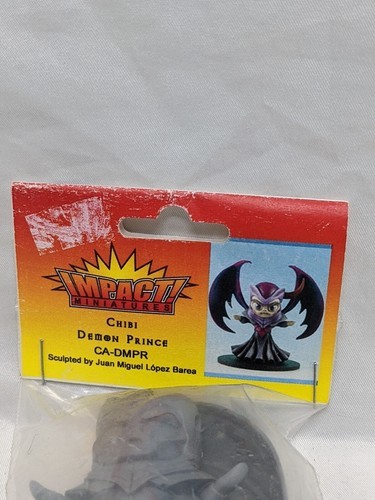 IMPACT!
MINIATURES
Chibi
Demon Prince
CA-DMPR
Sculpted by Juan Miguel López Barea